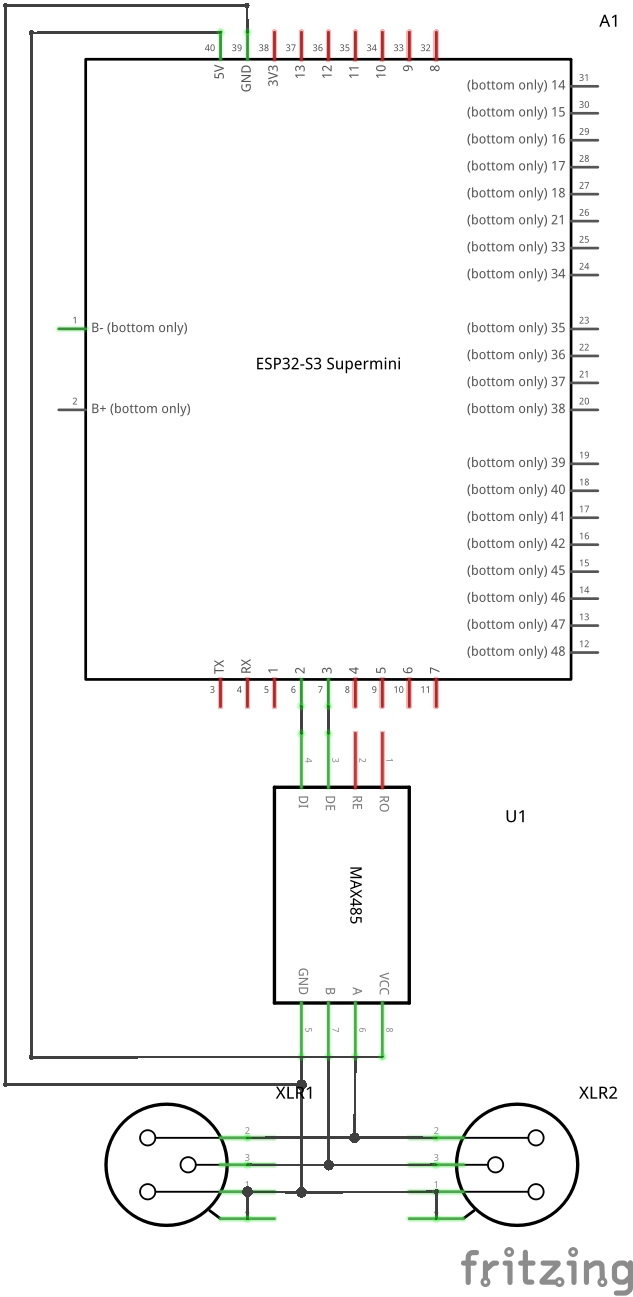 A1
40 39 38 37 36 35 34 33 32
5V GND 3V3 13 12 11 10 9 8
(bottom only) 14 31
(bottom only) 15 30
(bottom only) 16 29
(bottom only) 17 28
(bottom only) 18 27
(bottom only) 21 26
(bottom only) 33 25
(bottom only) 34 24
1 B- (bottom only)
(bottom only) 35 23
(bottom only) 36 22
ESP32-S3 Supermini
(bottom only) 37 21
2 B+ (bottom only)
(bottom only) 38 20
(bottom only) 39 19
(bottom only) 40 18
(bottom only) 41 17
(bottom only) 42 16
(bottom only) 45 15
(bottom only) 46 14
(bottom only) 47 13
(bottom only) 48 12
TX RX 1 2 3 4 5 6 7
3 4 5 6 7 8 9 10 11
4 3 2 1
DI DE RE RO
U1
MAX485
GND B A VCC
5 7 6 8
XLR1
XLR2
2 2
3 3
1 1
fritzing